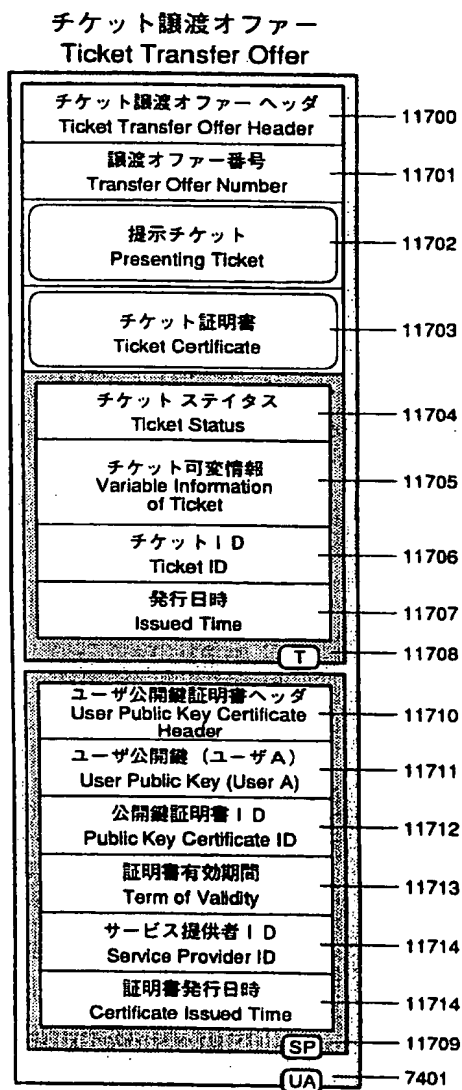 チケット譲渡オファー
Ticket Transfer Offer
チケット譲渡オファー ヘッダ
Ticket Transfer Offer Header
11700
譲渡オファー番号
Transfer Offer Number
11701
提示チケット
Presenting Ticket
11702
チケット証明書
Ticket Certificate
11703
チケット ステイタス
Ticket Status
11704
チケット可変情報
Variable Information
of Ticket
11705
チケットＩＤ
Ticket ID
11706
発行日時
Issued Time
11707
T
11708
ユーザ公開鍵証明書ヘッダ
User Public Key Certificate
Header
11710
ユーザ公開鍵（ユーザＡ）
User Public Key (User A)
11711
公開鍵証明書ＩＤ
Public Key Certificate ID
11712
証明書有効期間
Term of Validity
11713
サービス提供者ＩＤ
Service Provider ID
11714
証明書発行日時
Certificate Issued Time
11714
SP
11709
UA
7401